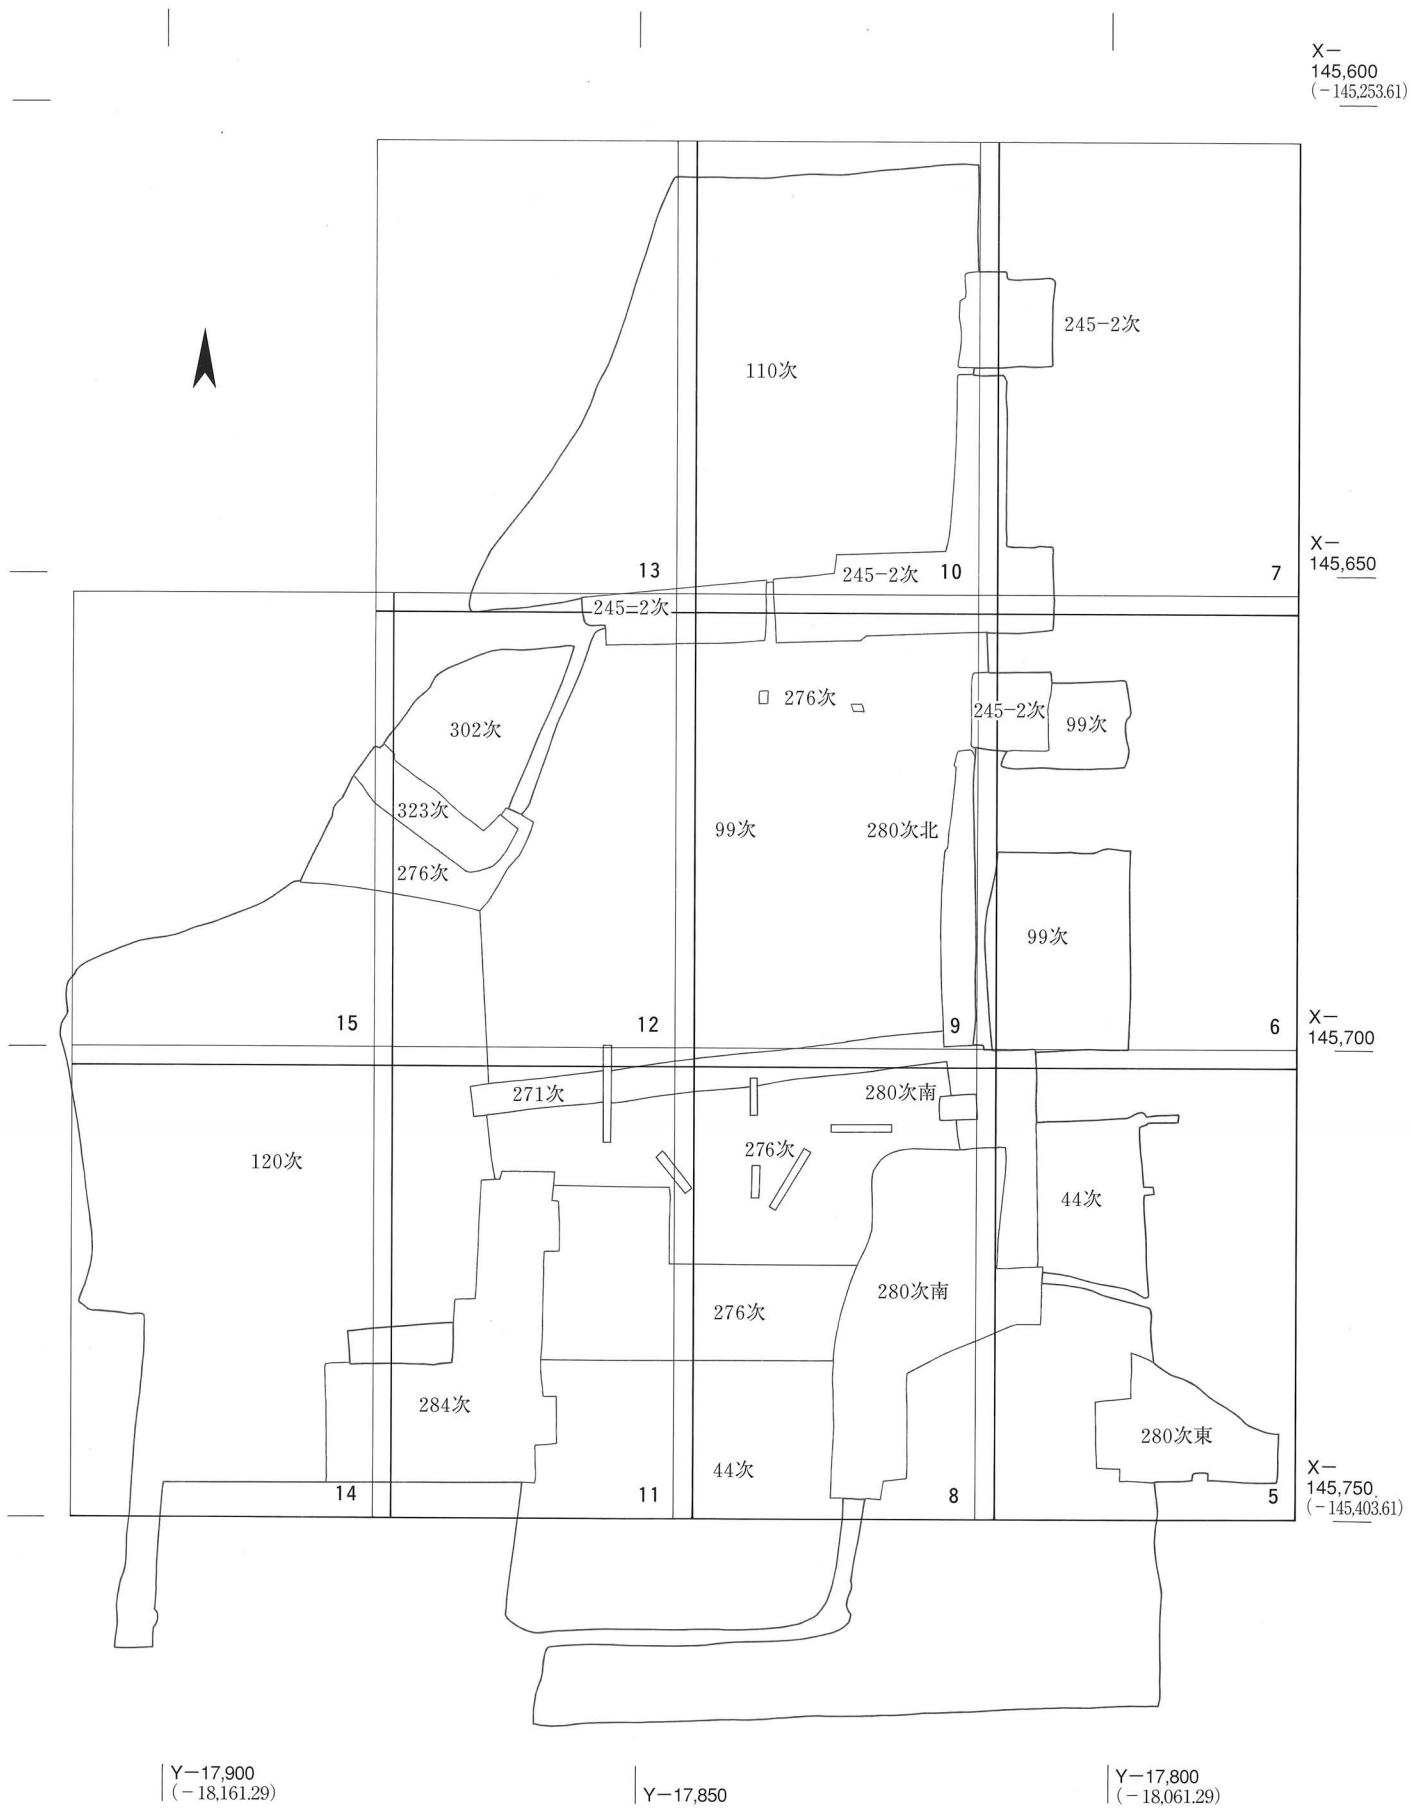 X－
145,600
(－145,253.61)
245−2次
110次
X－
145,650
13
245−2次
10
7
245=2次
276次
245−2次
99次
302次
323次
99次
280次北
276次
99次
15
12
9
6
X－
145,700
271次
280次南
276次
120次
44次
280次南
276次
284次
280次東
44次
14
11
8
5
X－
145,750
(－145,403.61)
Y－17,900
(－18,161.29)
Y－17,850
Y－17,800
(－18,061.29)